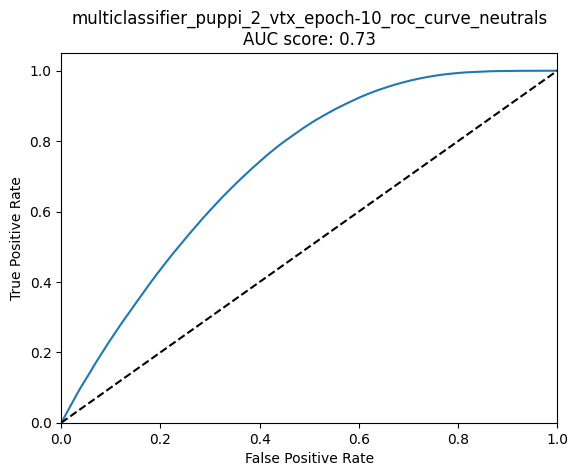 multiclassifier_puppi_2_vtx_epoch-10_roc_curve_neutrals
AUC score: 0.73
1.0
0.8
0.6
0.4
0.2
0.0
True Positive Rate
0.0 0.2 0.4 0.6 0.8 1.0
False Positive Rate